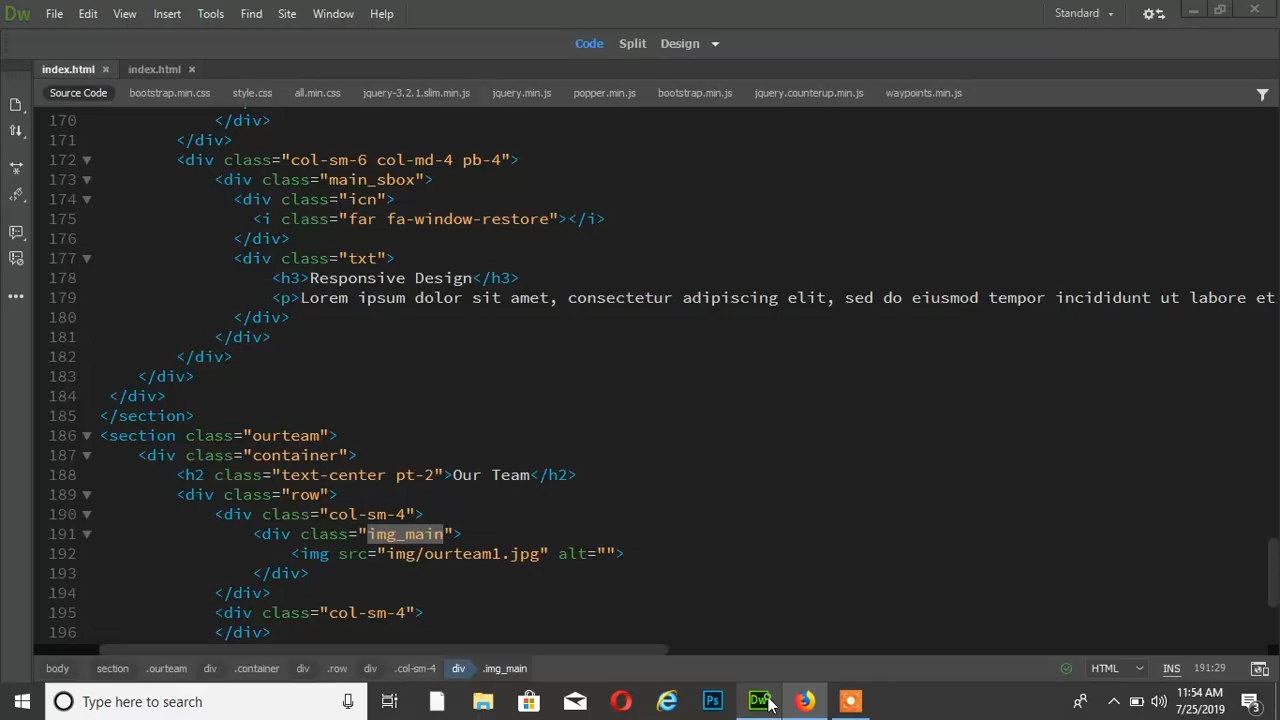 Dw File Edit View Insert Tools Find Site Window Help Standard
Code Split Design
index.html × index.html ×
Source Code bootstrap.min.css style.css all.min.css jquery-3.2.1.slim.min.js jquery.min.js popper.min.js bootstrap.min.js jquery.counterup.min.js waypoints.min.js
170 </div>
171 </div>
172 <div class="col-sm-6 col-md-4 pb-4">
173 <div class="main_sbox">
174 <div class="icn">
175 <i class="far fa-window-restore"></i>
176 </div>
177 <div class="txt">
178 <h3>Responsive Design</h3>
179 <p>Lorem ipsum dolor sit amet, consectetur adipiscing elit, sed do eiusmod tempor incididunt ut labore et
180 </div>
181 </div>
182 </div>
183 </div>
184 </div>
185 </section>
186 <section class="ourteam">
187 <div class="container">
188 <h2 class="text-center pt-2">Our Team</h2>
189 <div class="row">
190 <div class="col-sm-4">
191 <div class="img_main">
192 <img src="img/ourteam1.jpg" alt="">
193 </div>
194 </div>
195 <div class="col-sm-4">
196 </div>
body section .ourteam div .container div .row div .col-sm-4 div .img_main HTML INS 191:29
Type here to search Ps Dw 11:54 AM
7/25/2019 3